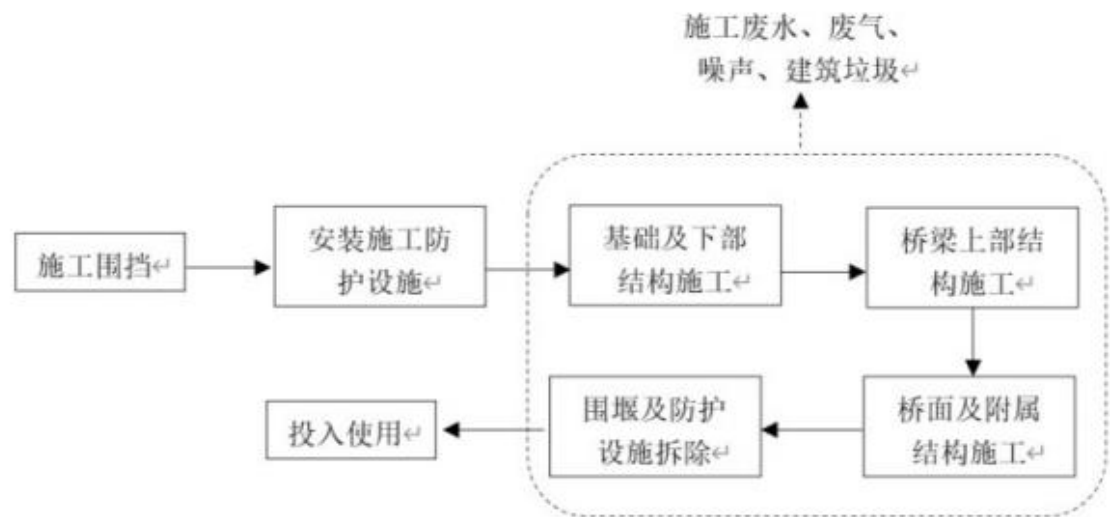 施工废水、废气、
噪声、建筑垃圾↵
施工围挡↵
安装施工防
护设施↵
基础及下部
结构施工↵
桥梁上部结
构施工↵
桥面及附属
结构施工↵
围堰及防护
设施拆除↵
投入使用↵